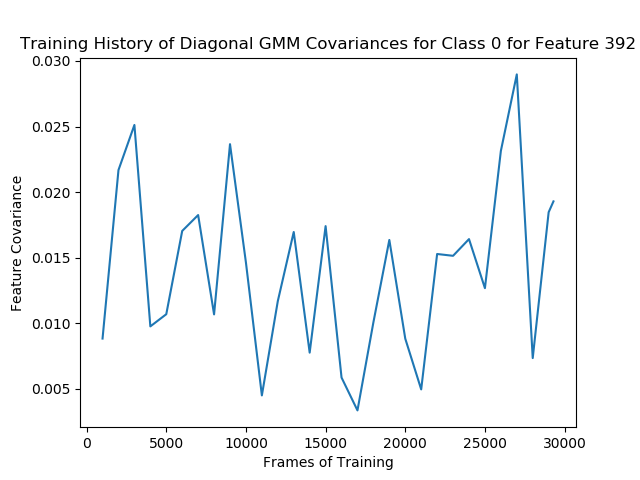 Training History of Diagonal GMM Covariances for Class 0 for Feature 392
0.030
0.025
0.020
0.015
0.010
0.005
Feature Covariance
0 5000 10000 15000 20000 25000 30000
Frames of Training